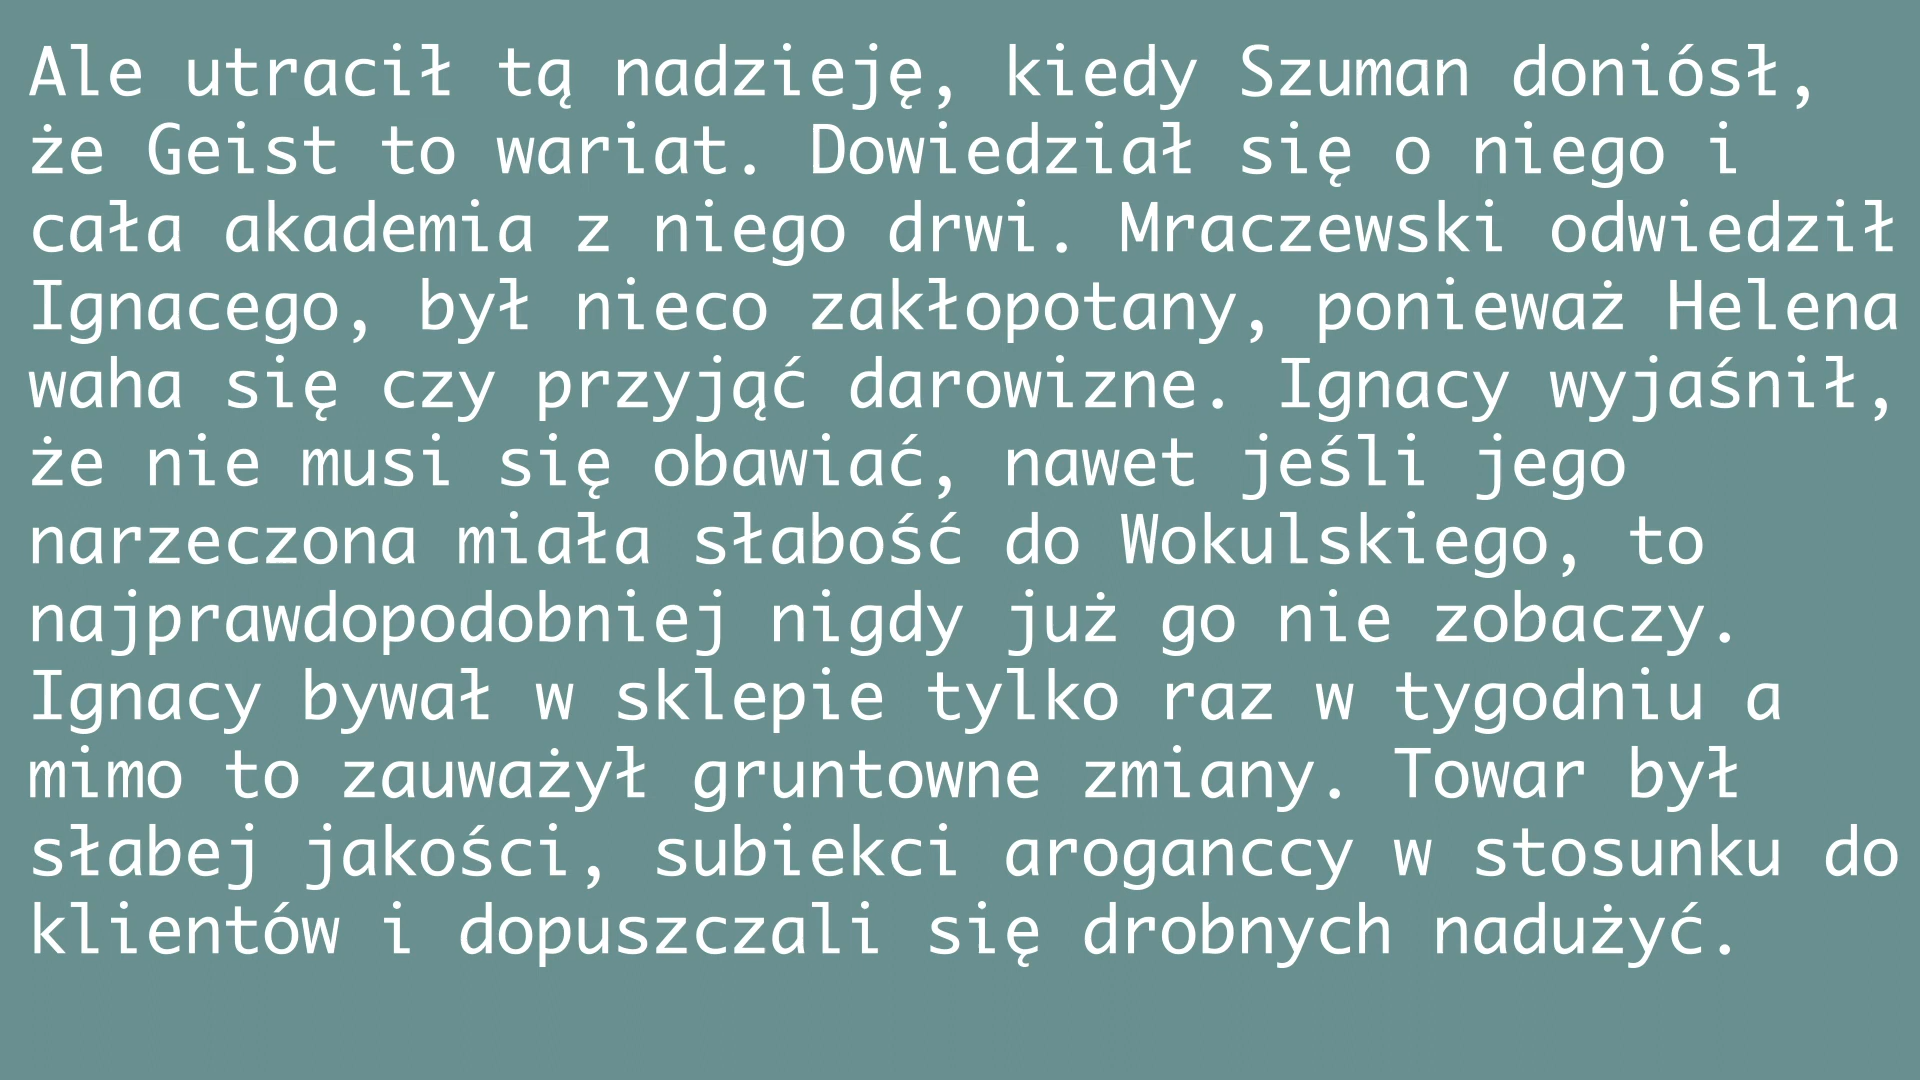 Ale utracił tą nadzieję, kiedy Szuman doniósł,
że Geist to wariat. Dowiedział się o niego i
cała akademia z niego drwi. Mraczewski odwiedził
Ignacego, był nieco zakłopotany, ponieważ Helena
waha się czy przyjąć darowizne. Ignacy wyjaśnił,
że nie musi się obawiać, nawet jeśli jego
narzeczona miała słabość do Wokulskiego, to
najprawdopodobniej nigdy już go nie zobaczy.
Ignacy bywał w sklepie tylko raz w tygodniu a
mimo to zauważył gruntowne zmiany. Towar był
słabej jakości, subiekci aroganccy w stosunku do
klientów i dopuszczali się drobnych nadużyć.